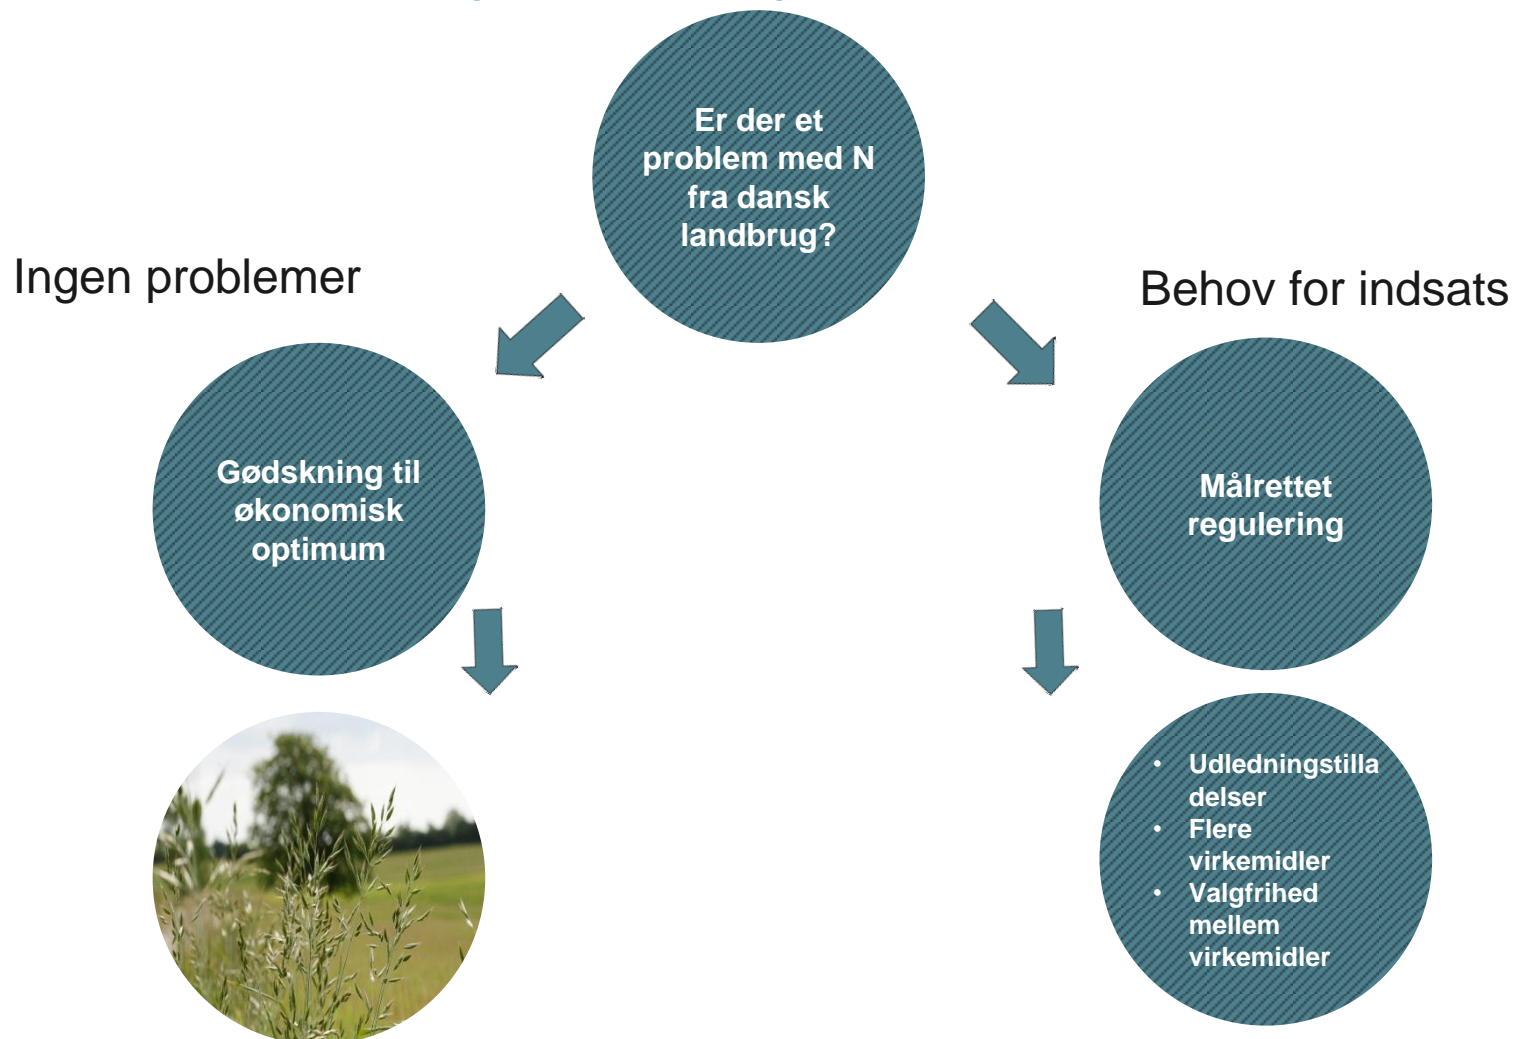 Er der et
problem med N
fra dansk
landbrug?
Ingen problemer
Behov for indsats
Gødskning til
økonomisk
optimum
Målrettet
regulering
• Udledningstilla
delser
• Flere
virkemidler
• Valgfrihed
mellem
virkemidler